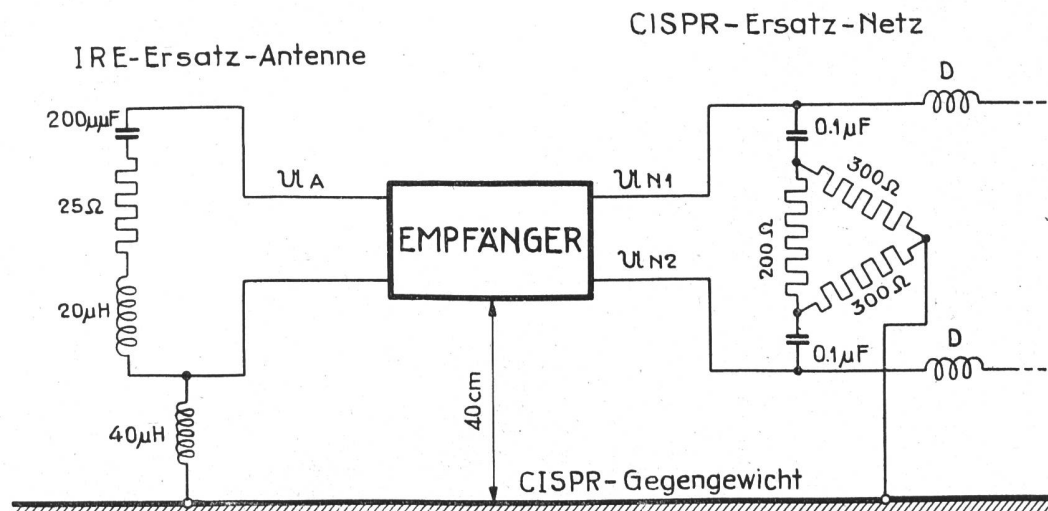 CISPR-Ersatz-Netz
IRE-Ersatz-Antenne
D
200µµF
0.1µF
300Ω
UA
UN1
25Ω
EMPFÄNGER
200Ω
UN2
300Ω
20µH
0.1µF
D
40cm
40µH
CISPR-Gegengewicht